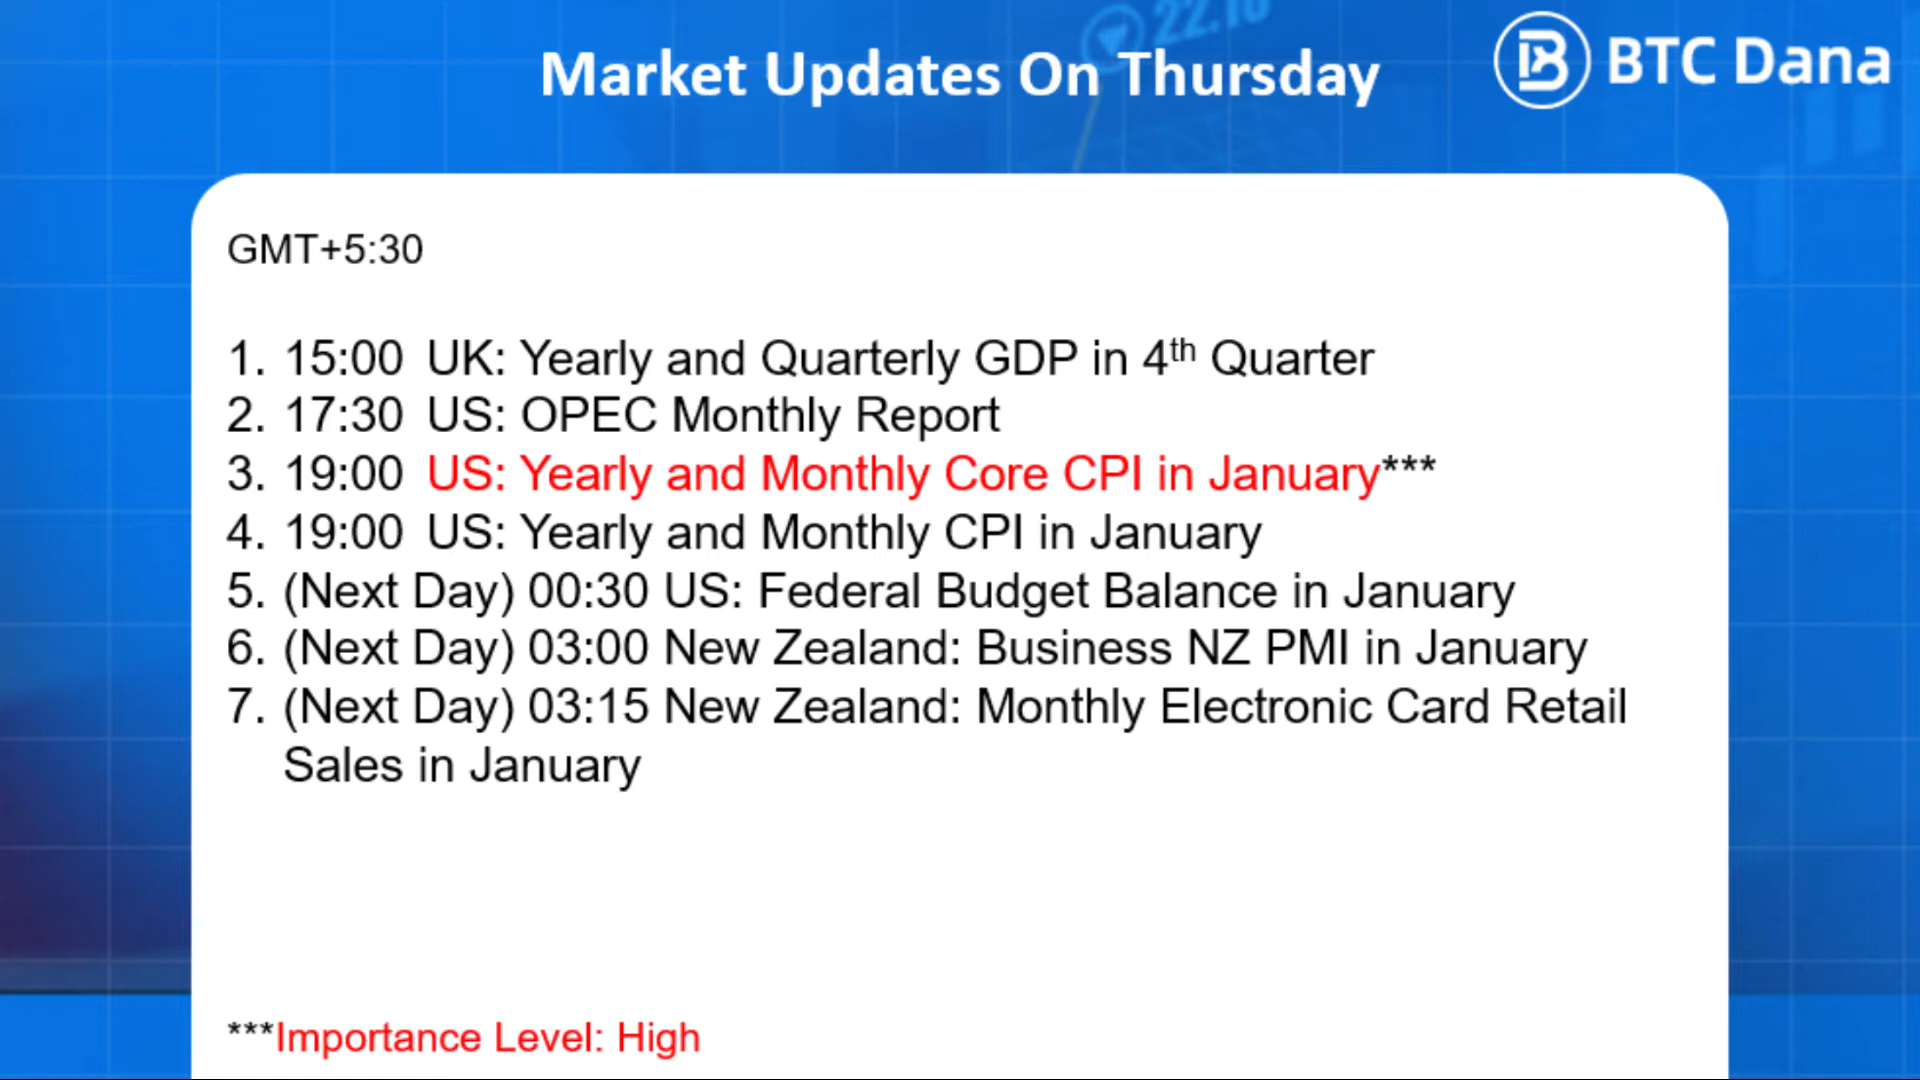 22.18
Market Updates On Thursday
BTC Dana
GMT+5:30
1. 15:00 UK: Yearly and Quarterly GDP in 4th Quarter
2. 17:30 US: OPEC Monthly Report
3. 19:00 US: Yearly and Monthly Core CPI in January***
4. 19:00 US: Yearly and Monthly CPI in January
5. (Next Day) 00:30 US: Federal Budget Balance in January
6. (Next Day) 03:00 New Zealand: Business NZ PMI in January
7. (Next Day) 03:15 New Zealand: Monthly Electronic Card Retail
Sales in January
***Importance Level: High